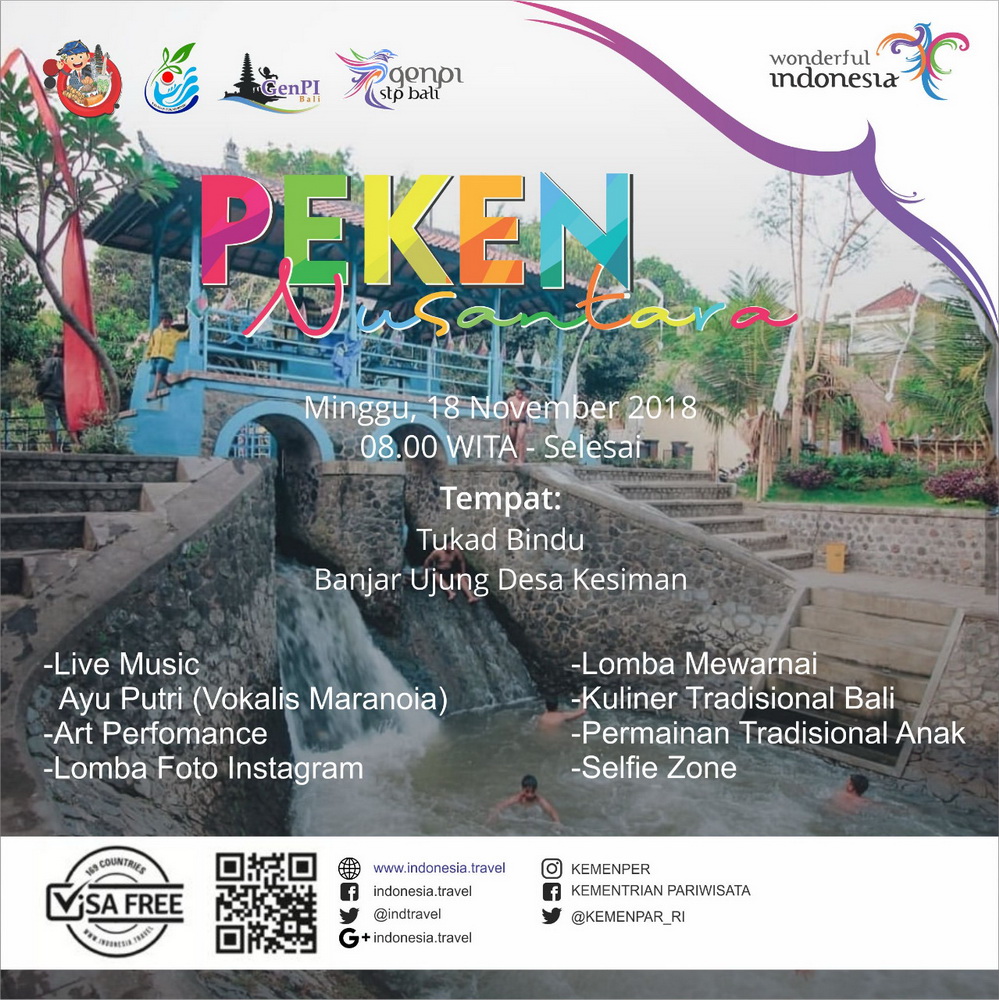 GenPI
Bali
genpi
stp bali
wonderful
indonesia
PEKEN
Nusantara
Minggu, 18 November 2018
08.00 WITA - Selesai
Tempat:
Tukad Bindu
Banjar Ujung Desa Kesiman
-Live Music
Ayu Putri (Vokalis Maranoia)
-Art Perfomance
-Lomba Foto Instagram
-Lomba Mewarnai
-Kuliner Tradisional Bali
-Permainan Tradisional Anak
-Selfie Zone
169 COUNTRIES
VISA FREE
WWW.INDONESIA.TRAVEL
www.indonesia.travel
indonesia.travel
@indtravel
G+ indonesia.travel
KEMENPER
KEMENTRIAN PARIWISATA
@KEMENPAR_RI